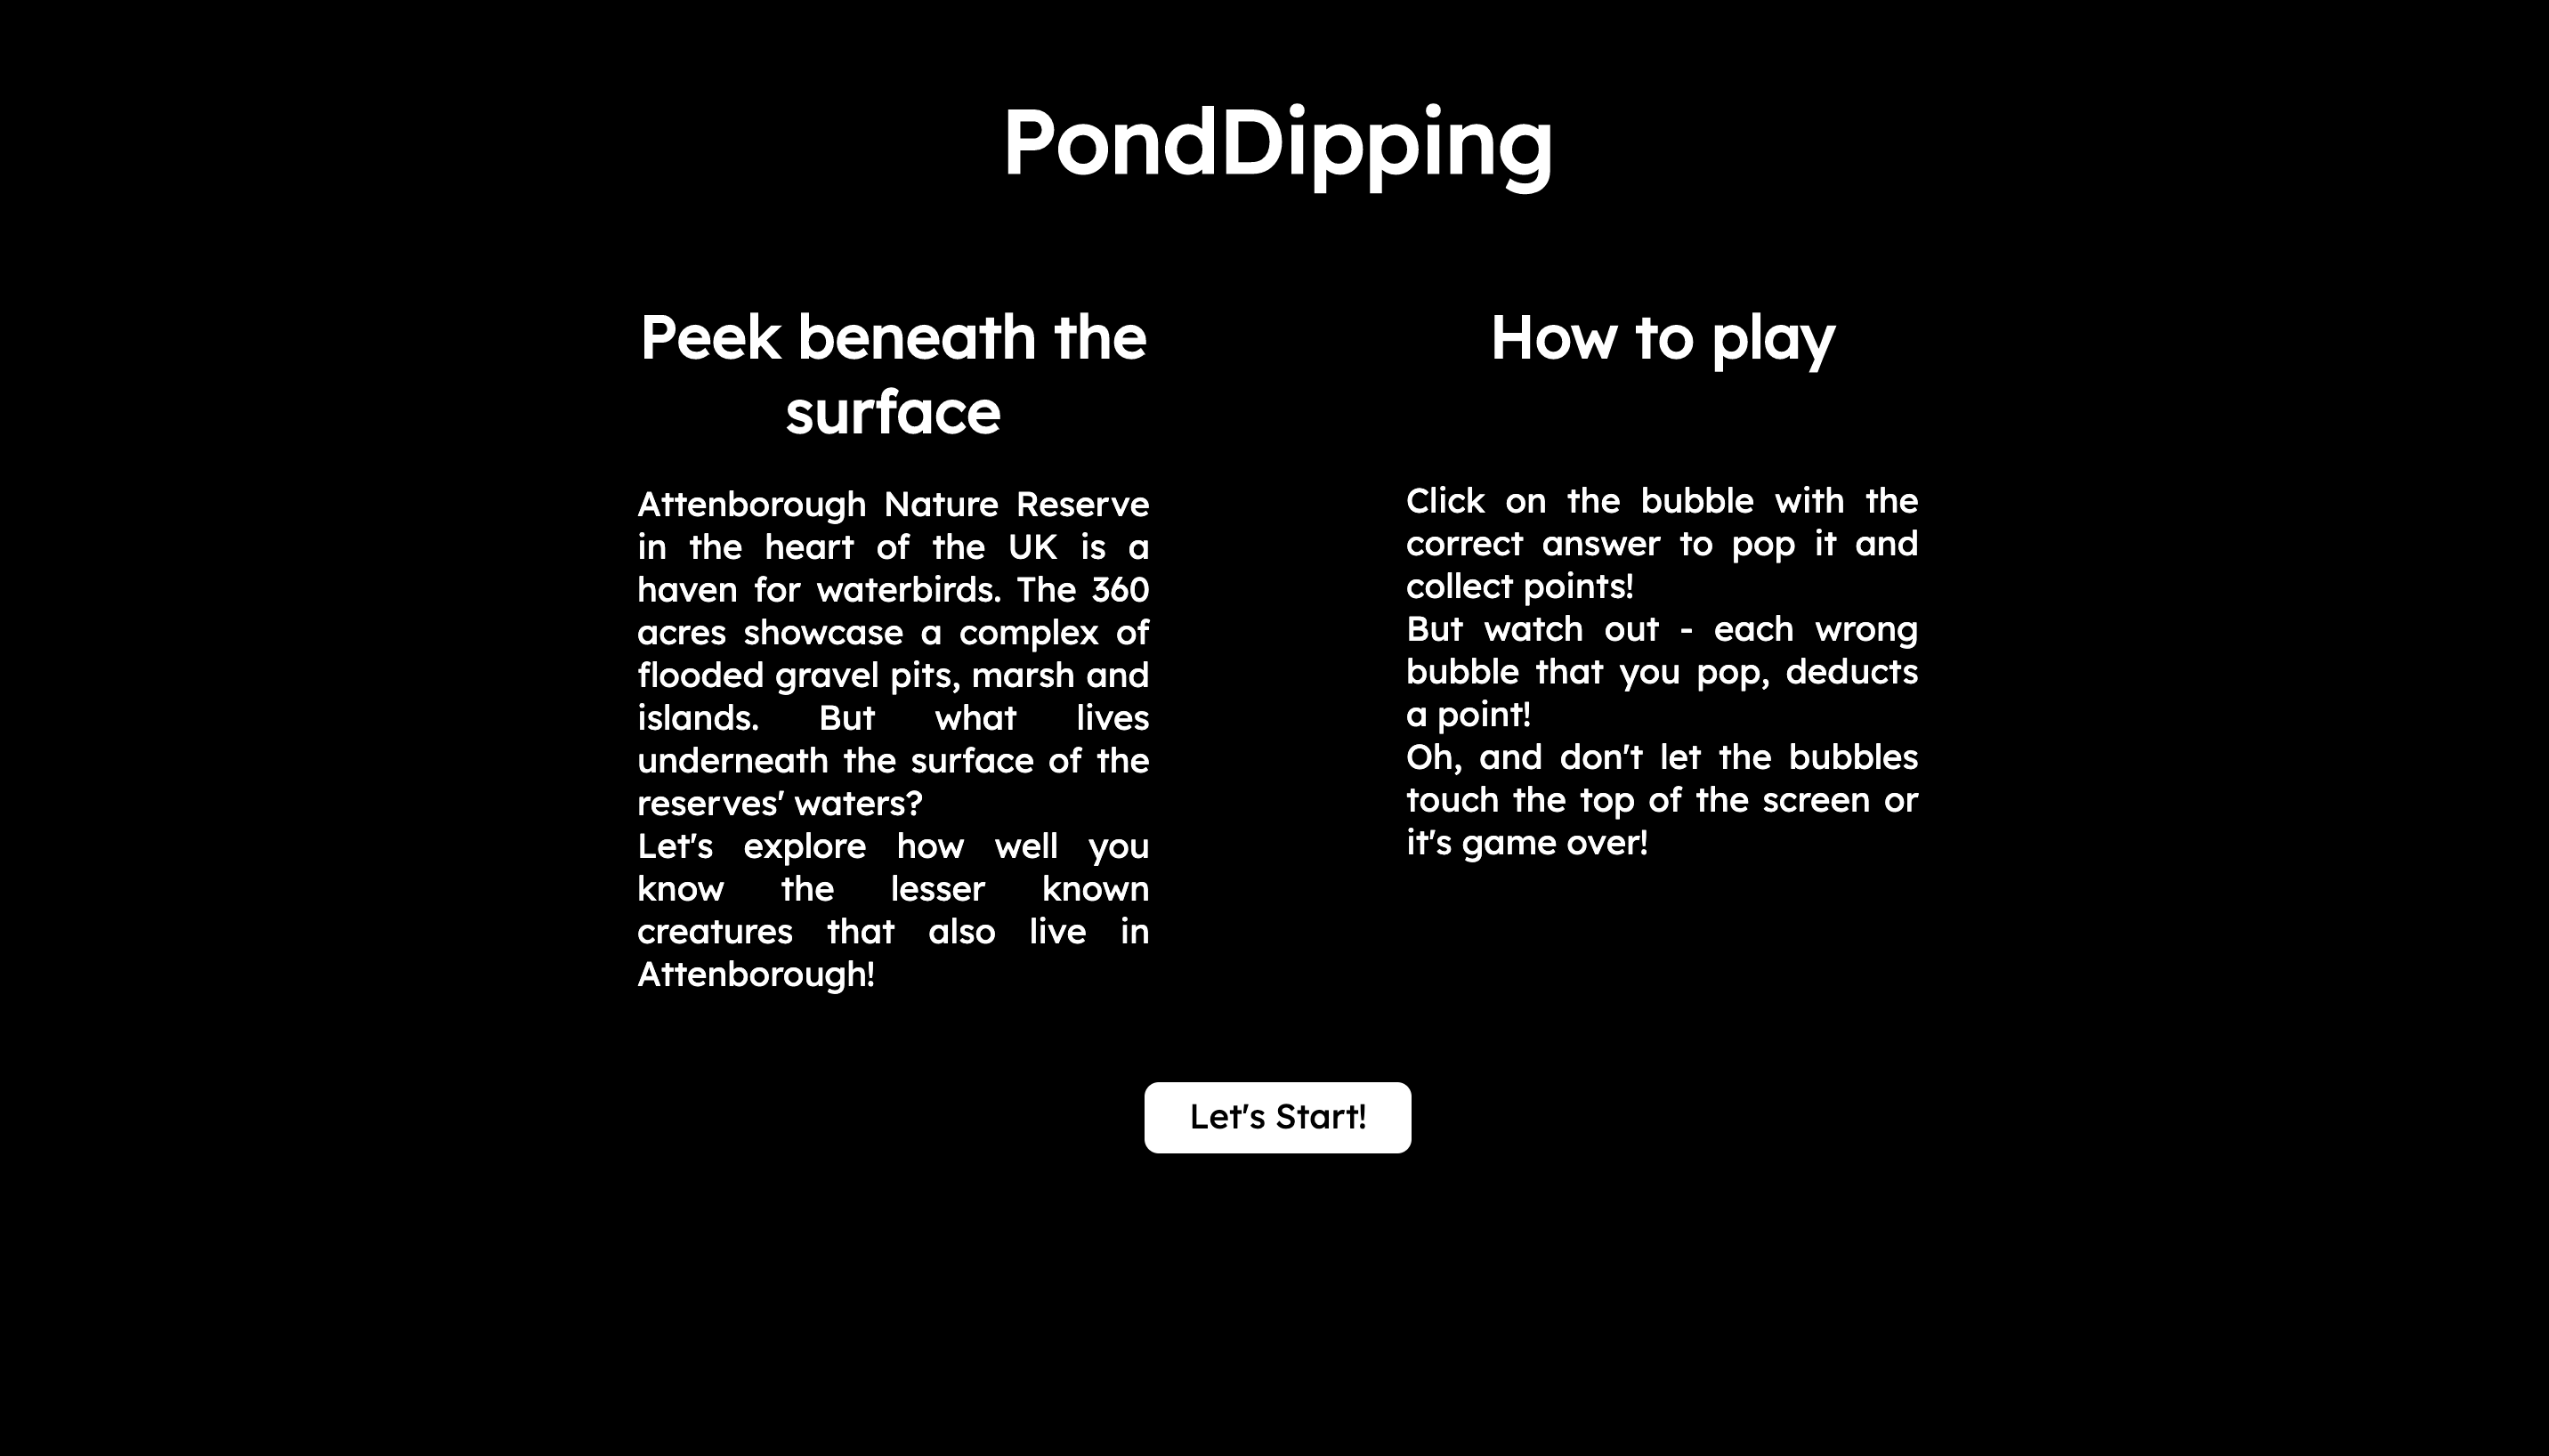 PondDipping
Peek beneath the
surface
Attenborough Nature Reserve
in the heart of the UK is a
haven for waterbirds. The 360
acres showcase a complex of
flooded gravel pits, marsh and
islands. But what lives
underneath the surface of the
reserves' waters?
Let's explore how well you
know the lesser known
creatures that also live in
Attenborough!
How to play
Click on the bubble with the
correct answer to pop it and
collect points!
But watch out - each wrong
bubble that you pop, deducts
a point!
Oh, and don't let the bubbles
touch the top of the screen or
it's game over!
Let's Start!